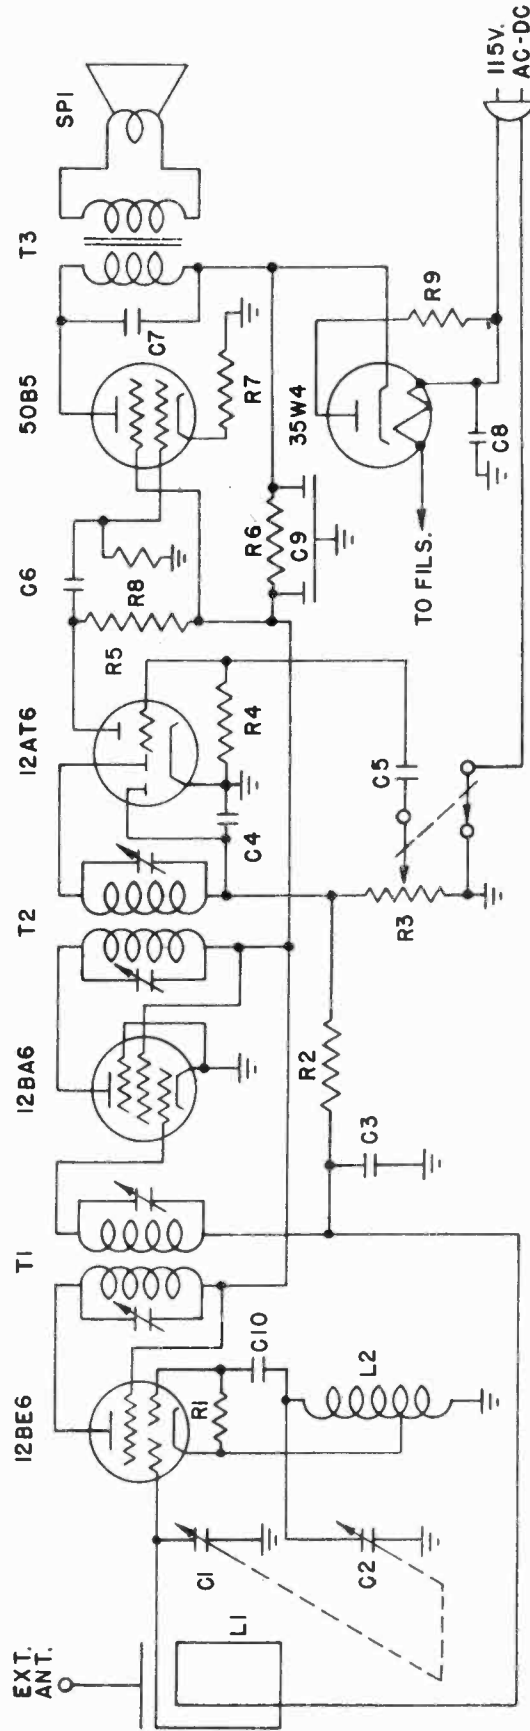 EXT.
ANT.
12BE6
T1
12BA6
T2
12AT6
C6
50B5
T3
SP1
L1
C1
C2
R1
C10
L2
R2
C3
C4
R4
R5
R8
R3
C5
R6
C9
R7
C7
35W4
R9
C8
TO FILS.
115V.
AC-DC